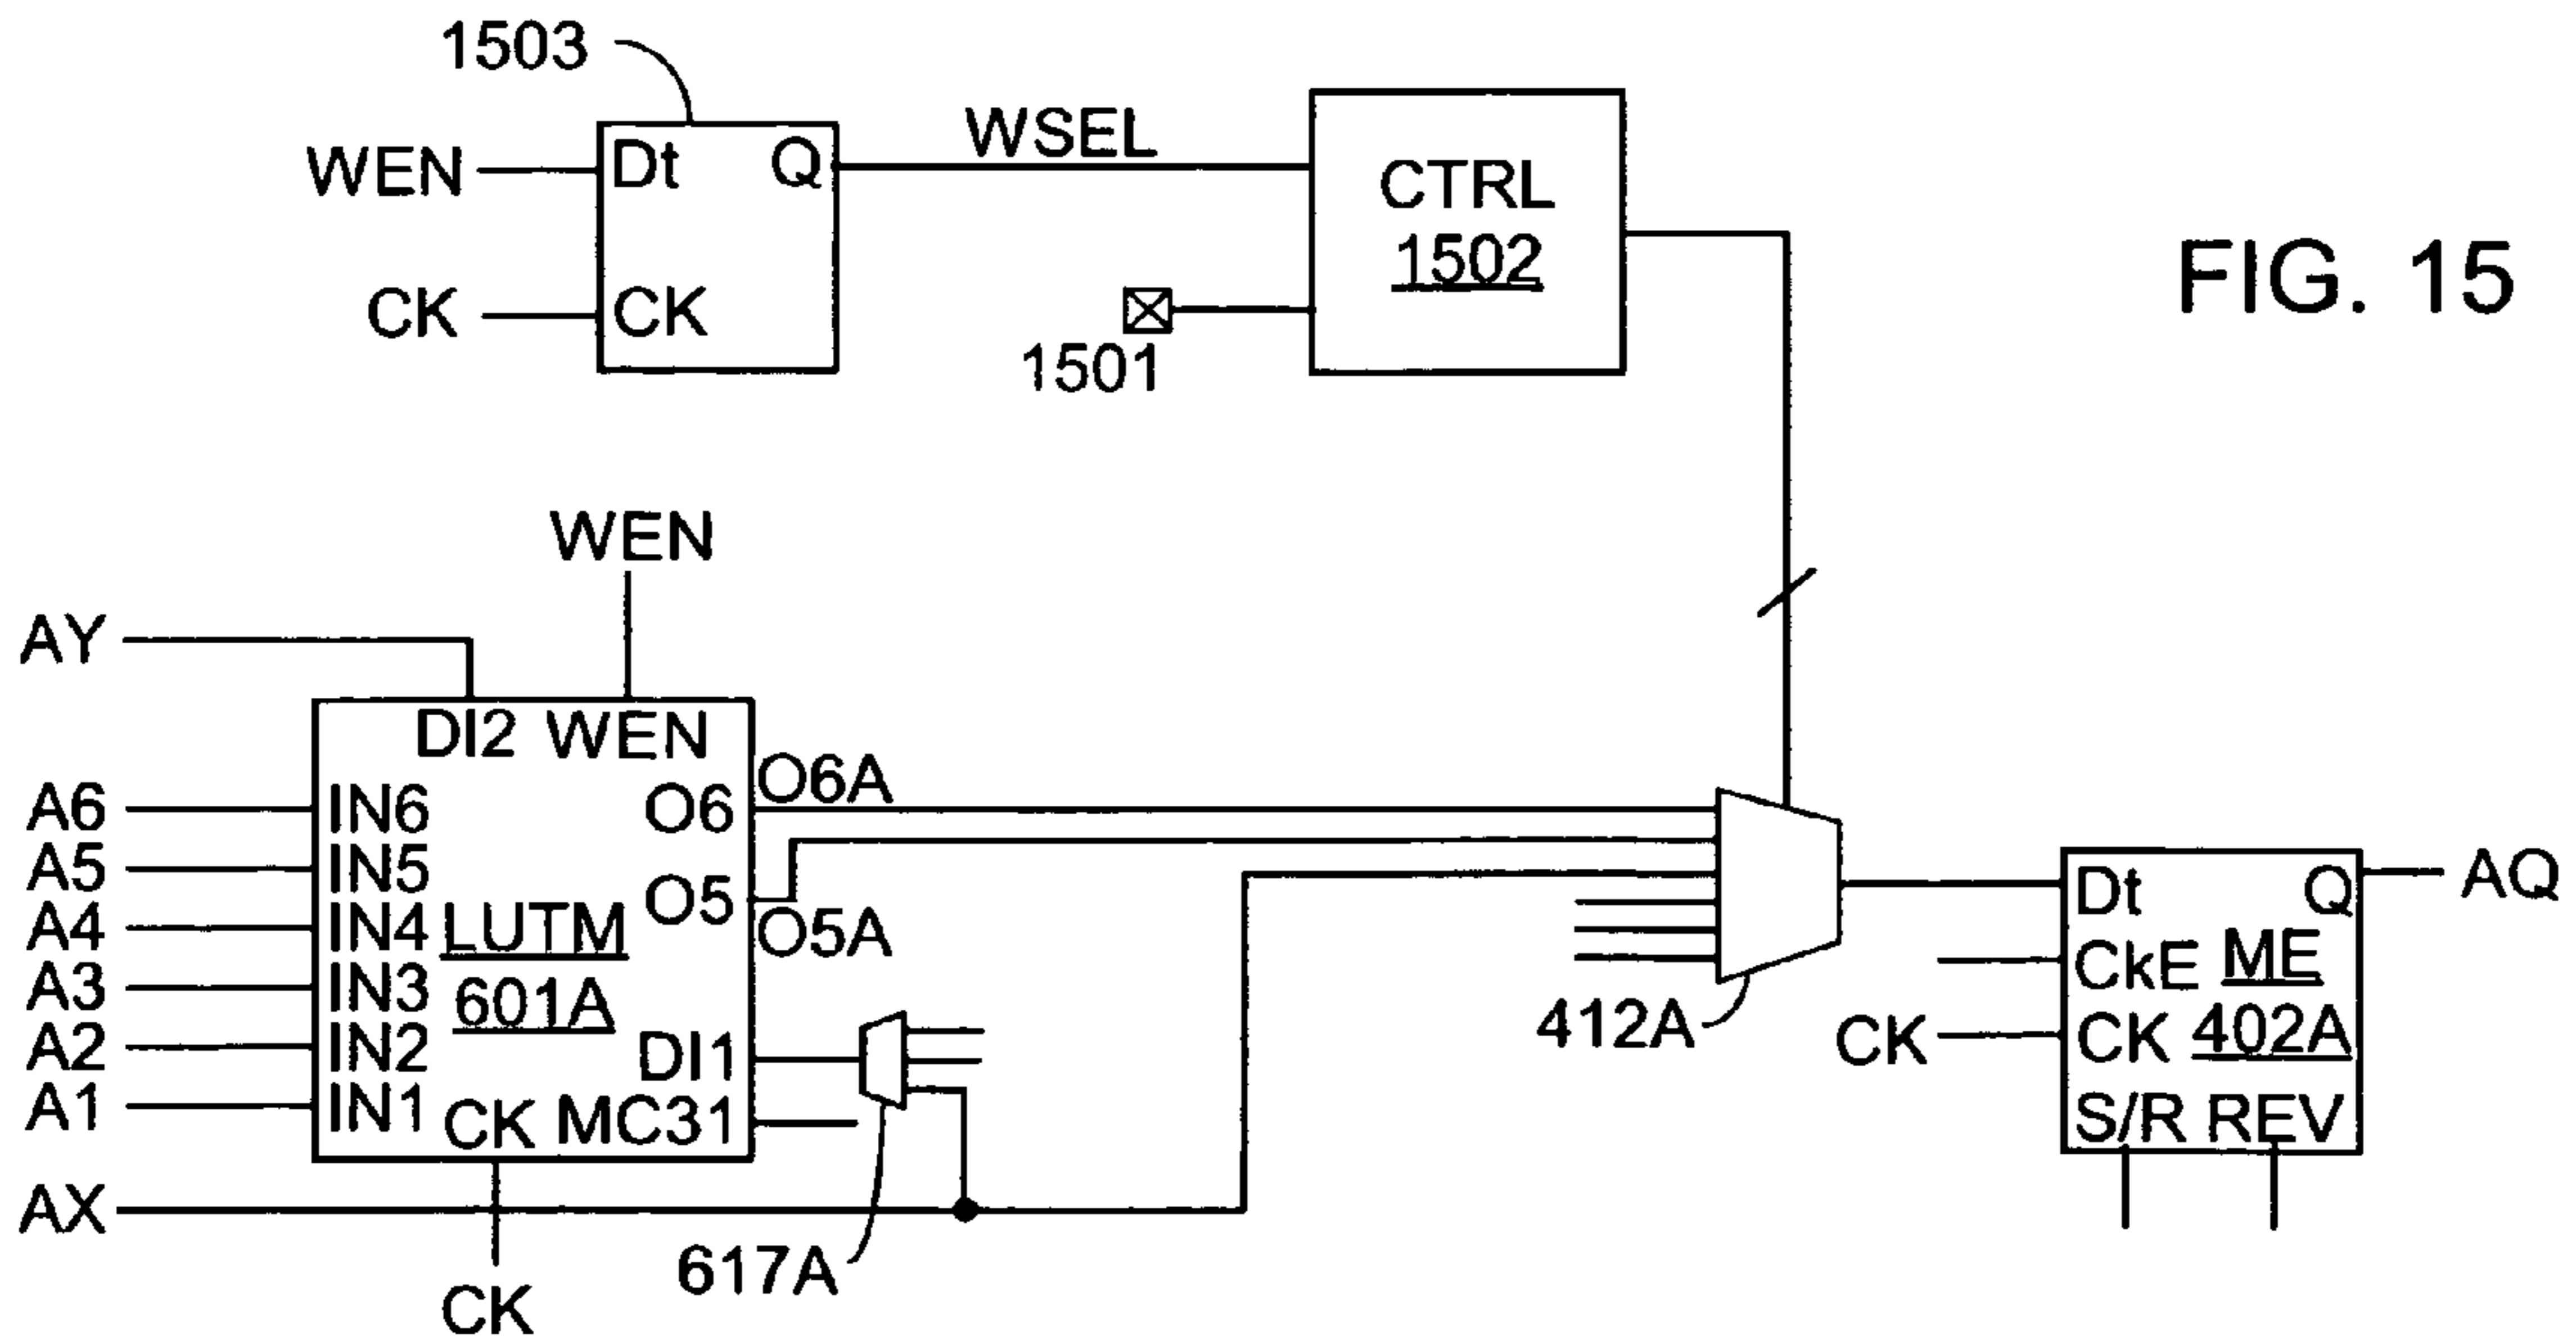 1503
WEN
Dt
Q
WSEL
CTRL
1502
CK
CK
1501
FIG. 15
WEN
AY
DI2
WEN
O6A
A6
IN6
O6
A5
IN5
O5
O5A
A4
IN4
LUTM
A3
IN3
601A
A2
IN2
DI1
A1
IN1
CK
MC31
AX
617A
CK
412A
Dt
Q
AQ
CkE
ME
CK
CK
402A
S/R
REV